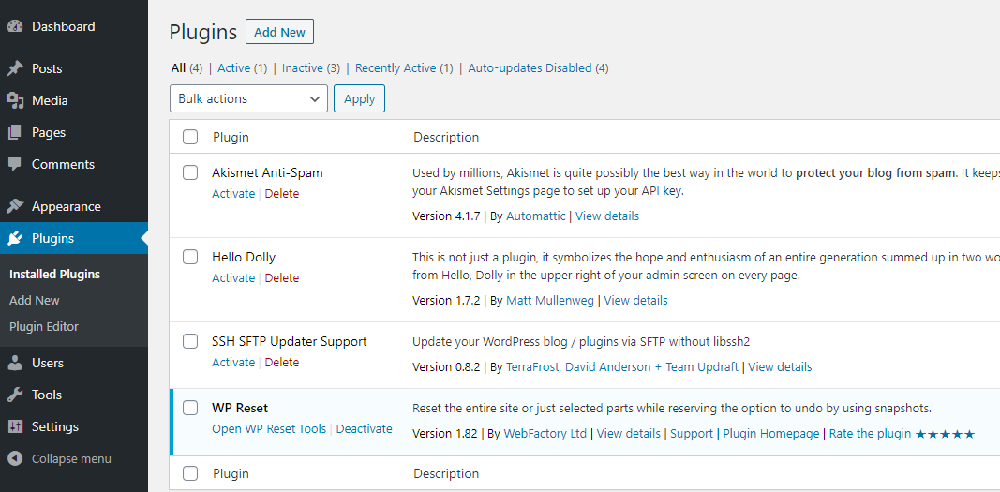 Dashboard
Posts
Media
Pages
Comments
Appearance
Plugins
Installed Plugins
Add New
Plugin Editor
Users
Tools
Settings
Collapse menu
Plugins Add New
All (4) | Active (1) | Inactive (3) | Recently Active (1) | Auto-updates Disabled (4)
Bulk actions Apply
Plugin Description
Akismet Anti-Spam
Activate | Delete
Used by millions, Akismet is quite possibly the best way in the world to protect your blog from spam. It keeps
your Akismet Settings page to set up your API key.
Version 4.1.7 | By Automattic | View details
Hello Dolly
Activate | Delete
This is not just a plugin, it symbolizes the hope and enthusiasm of an entire generation summed up in two wo
from Hello, Dolly in the upper right of your admin screen on every page.
Version 1.7.2 | By Matt Mullenweg | View details
SSH SFTP Updater Support
Activate | Delete
Update your WordPress blog / plugins via SFTP without libssh2
Version 0.8.2 | By TerraFrost, David Anderson + Team Updraft | View details
WP Reset
Open WP Reset Tools | Deactivate
Reset the entire site or just selected parts while reserving the option to undo by using snapshots.
Version 1.82 | By WebFactory Ltd | View details | Support | Plugin Homepage | Rate the plugin ★★★★★
Plugin Description